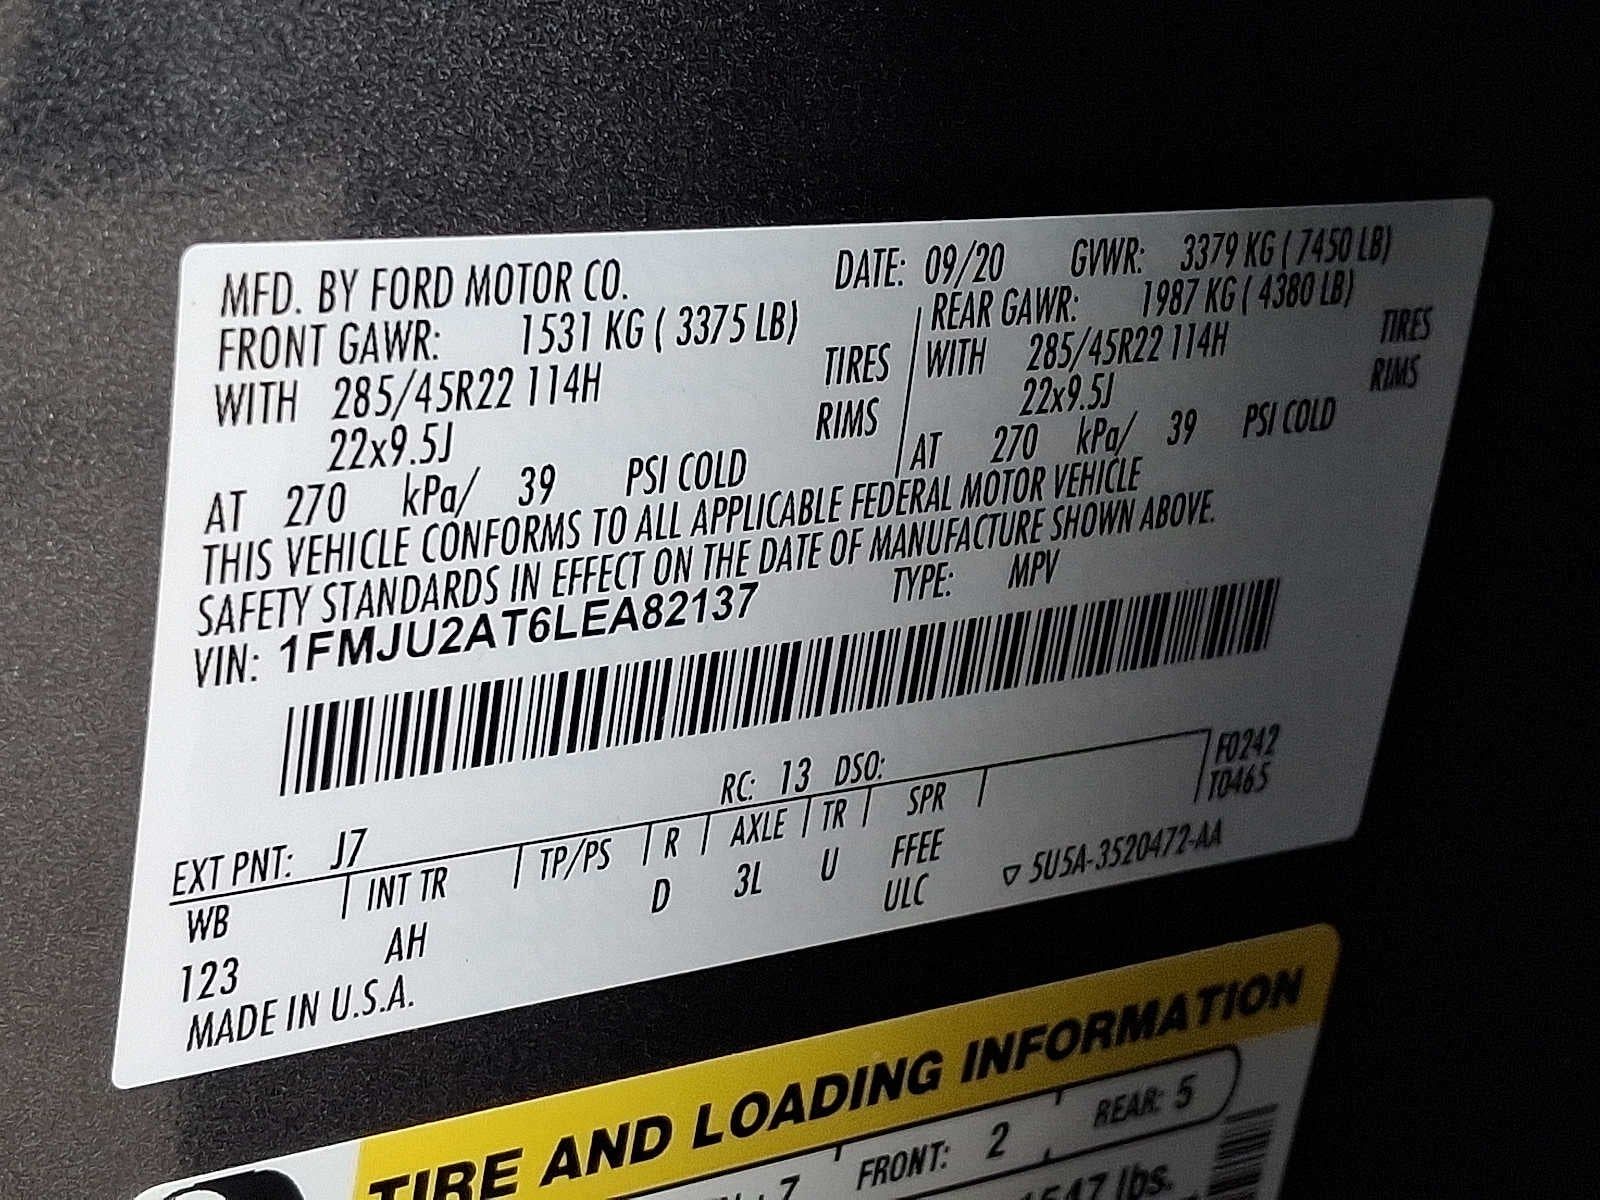 MFD. BY FORD MOTOR CO. DATE: 09/20 GVWR: 3379 KG ( 7450 LB)
FRONT GAWR: 1531 KG ( 3375 LB) REAR GAWR: 1987 KG ( 4380 LB)
WITH 285/45R22 114H TIRES WITH 285/45R22 114H TIRES
22x9.5J RIMS 22x9.5J RIMS
AT 270 kPa/ 39 PSI COLD AT 270 kPa/ 39 PSI COLD
THIS VEHICLE CONFORMS TO ALL APPLICABLE FEDERAL MOTOR VEHICLE
SAFETY STANDARDS IN EFFECT ON THE DATE OF MANUFACTURE SHOWN ABOVE.
VIN: 1FMJU2AT6LEA82137 TYPE: MPV
F0242
T0465
RC: 13 DSO:
EXT PNT: J7
WB INT TR TP/PS R AXLE TR SPR
123 AH D 3L U FFEE
ULC
▽ 5U5A-3520472-AA
MADE IN U.S.A.
TIRE AND LOADING INFORMATION
7 FRONT: 2 REAR: 5
lbs.